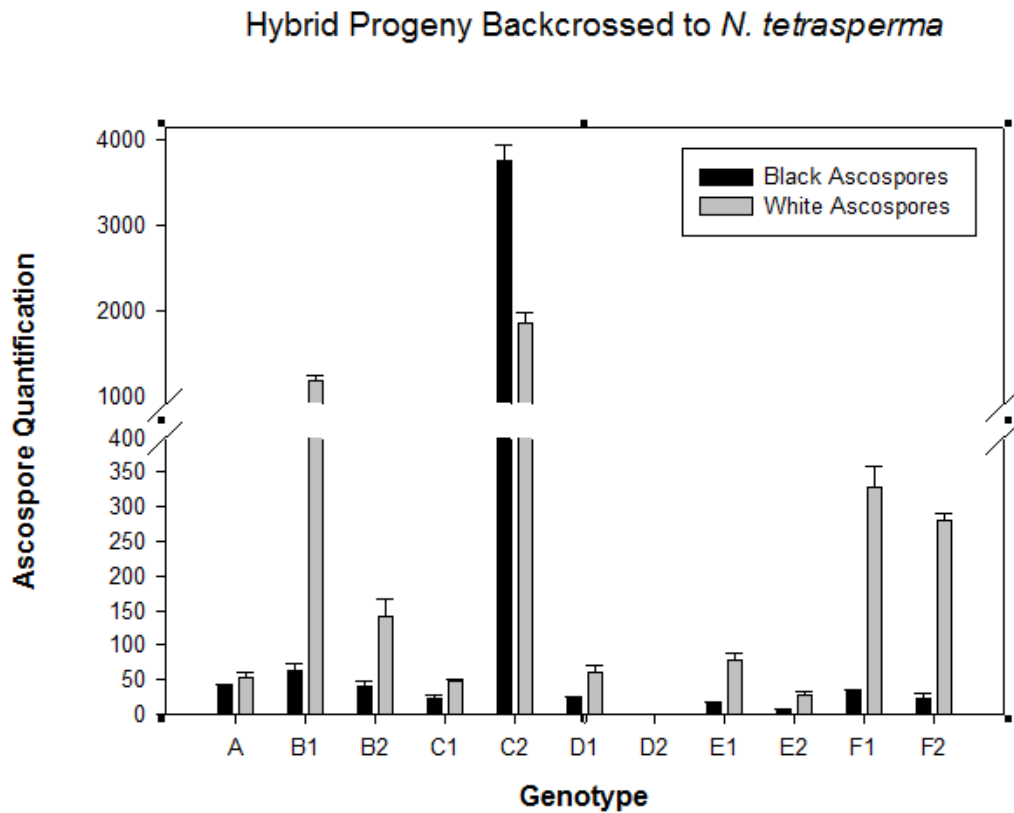 Hybrid Progeny Backcrossed to N. tetrasperma
4000
3000
2000
1000
400
350
300
250
200
150
100
50
0
Ascospore Quantification
Black Ascospores
White Ascospores
A B1 B2 C1 C2 D1 D2 E1 E2 F1 F2
Genotype